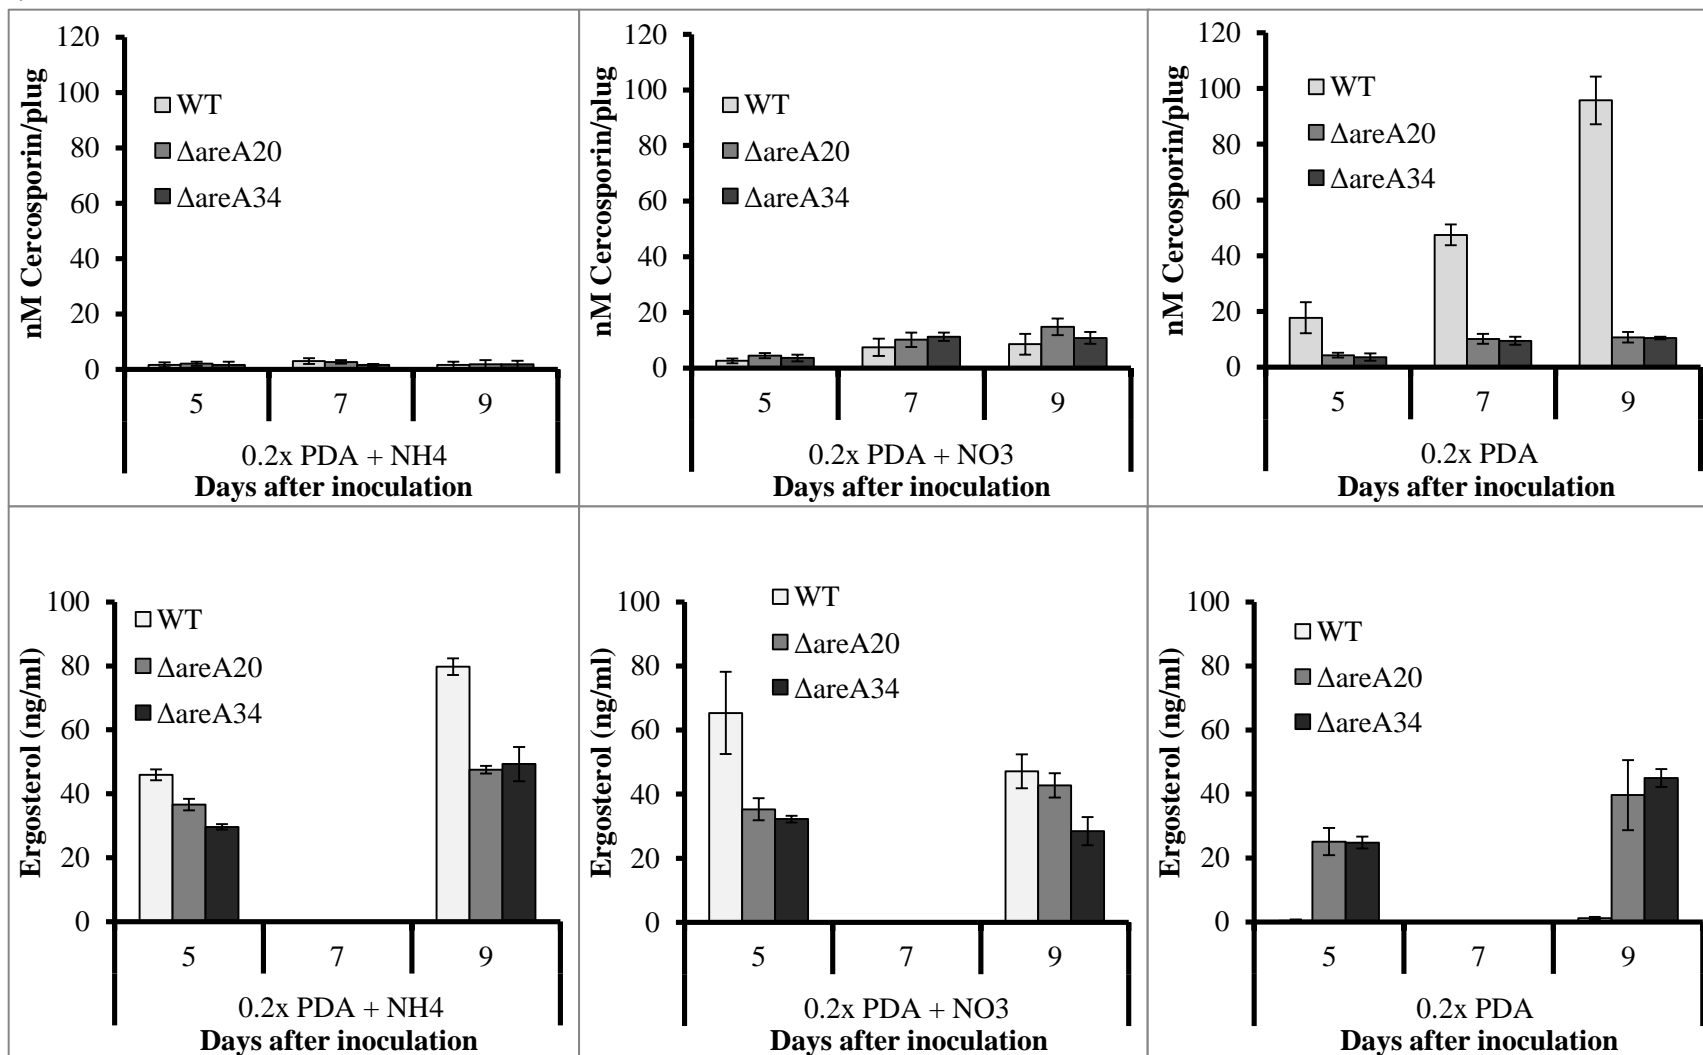 120
100
80
60
40
20
0
nM Cercosporin/plug
WT
ΔareA20
ΔareA34
5 7 9
0.2x PDA + NH4
Days after inoculation
120
100
80
60
40
20
0
nM Cercosporin/plug
WT
ΔareA20
ΔareA34
5 7 9
0.2x PDA + NO3
Days after inoculation
120
100
80
60
40
20
0
nM Cercosporin/plug
WT
ΔareA20
ΔareA34
5 7 9
0.2x PDA
Days after inoculation
100
80
60
40
20
0
Ergosterol (ng/ml)
WT
ΔareA20
ΔareA34
5 7 9
0.2x PDA + NH4
Days after inoculation
100
80
60
40
20
0
Ergosterol (ng/ml)
WT
ΔareA20
ΔareA34
5 7 9
0.2x PDA + NO3
Days after inoculation
100
80
60
40
20
0
Ergosterol (ng/ml)
WT
ΔareA20
ΔareA34
5 7 9
0.2x PDA
Days after inoculation